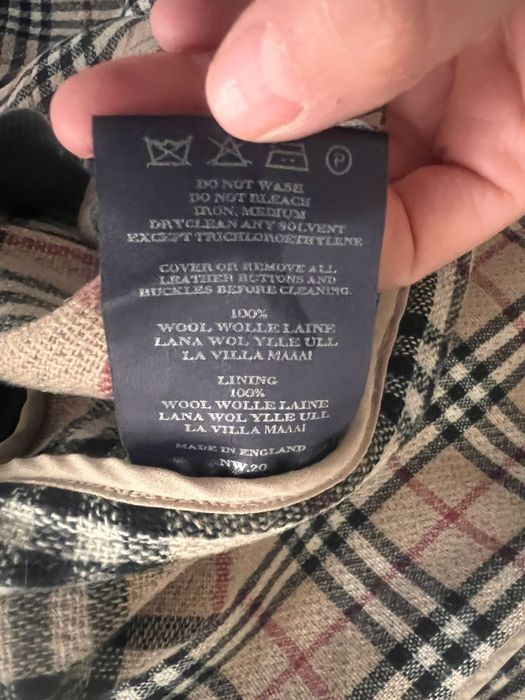 P
DO NOT WASH
DO NOT BLEACH
IRON, MEDIUM
DRYCLEAN ANY SOLVENT
EXCEPT TRICHLOROETHYLENE
COVER OR REMOVE ALL
LEATHER BUTTONS AND
BUCKLES BEFORE CLEANING.
100%
WOOL WOLLE LAINE
LANA WOL YLLE ULL
LA VILLA MAAAI
LINING
100%
WOOL WOLLE LAINE
LANA WOL YLLE ULL
LA VILLA MAAAI
MADE IN ENGLAND
NW.20